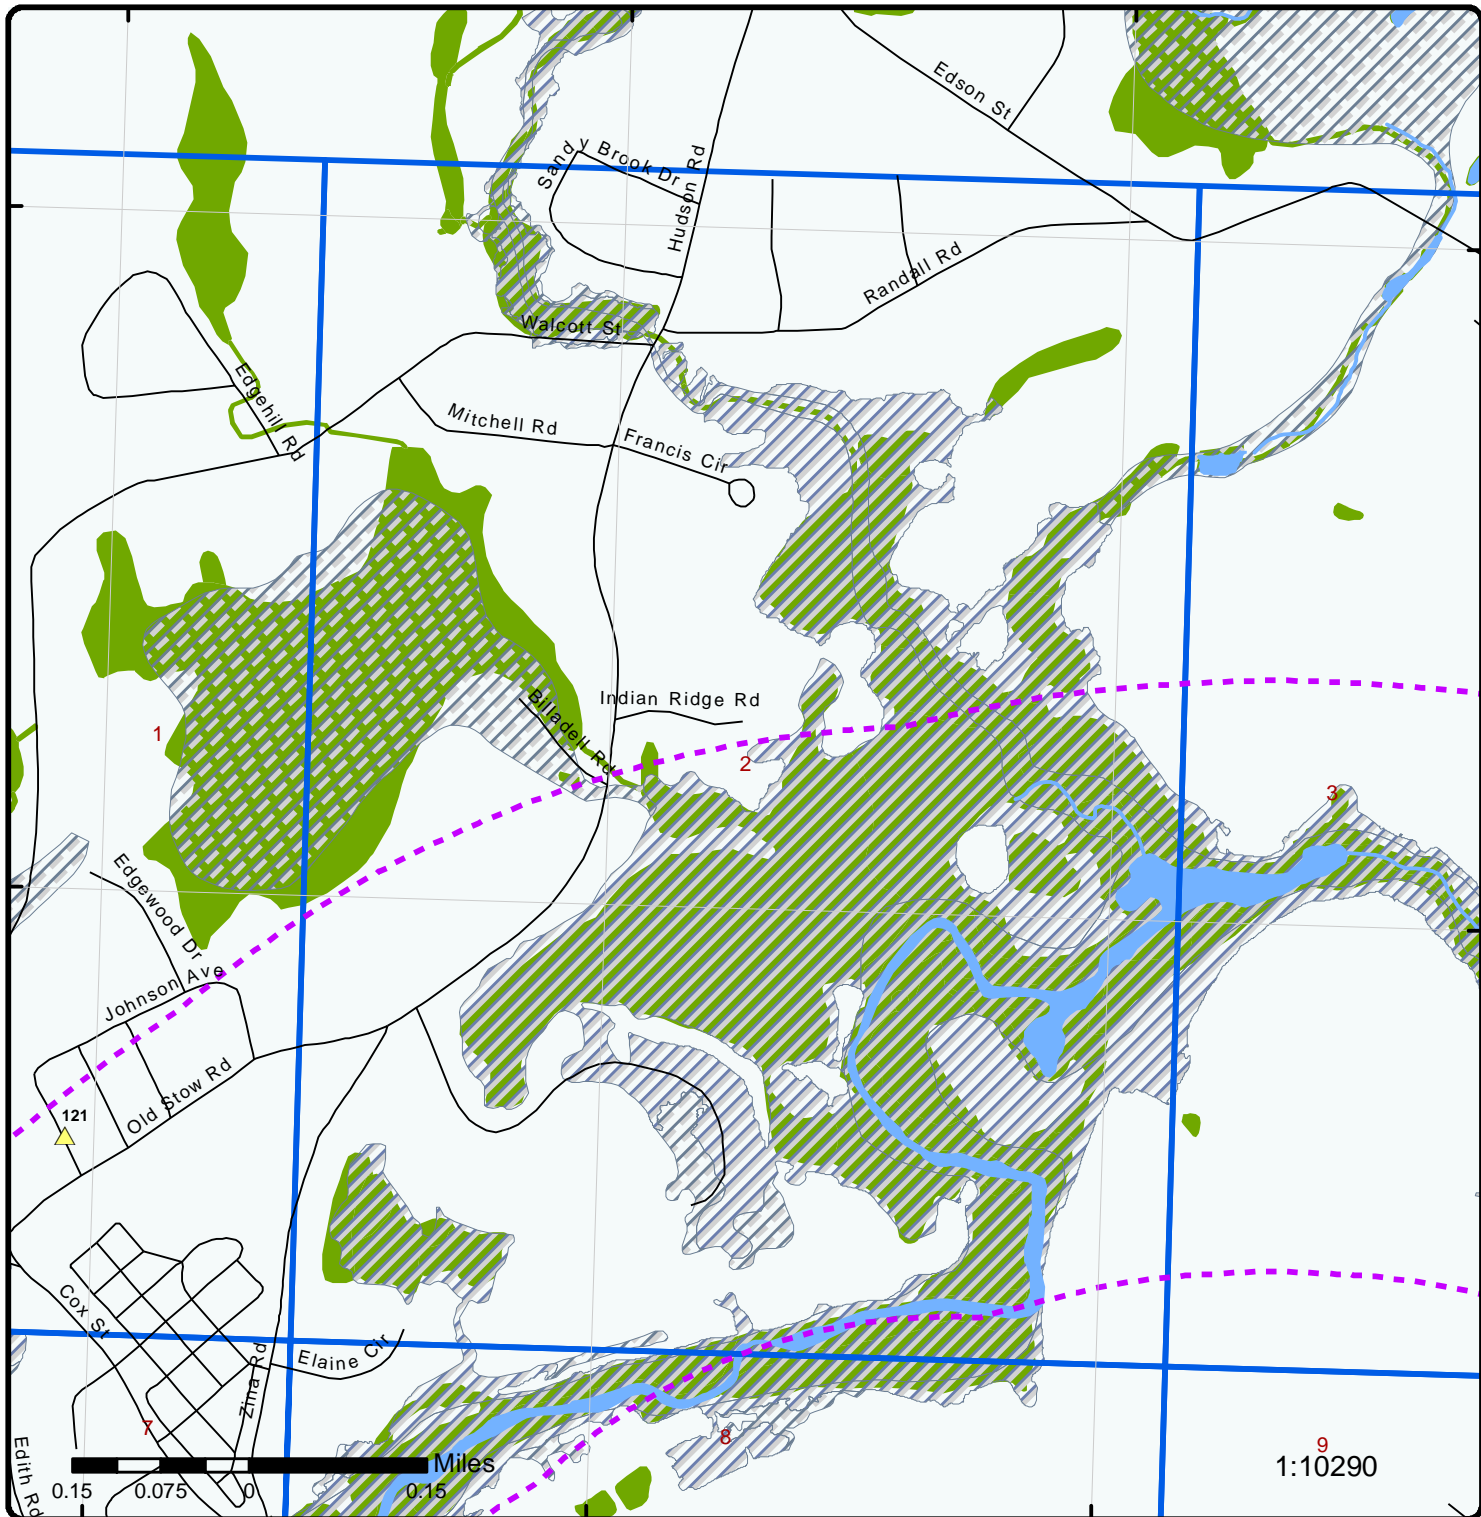 Edson St
Sandy Brook Dr
Hudson Rd
Randall Rd
Walcott St
Edgehill Rd
Mitchell Rd
Francis Cir
Indian Ridge Rd
Billadell Rd
1
2
3
Edgewood Dr
Johnson Ave
Old Stow Rd
121
Cox St
Elaine Cir
Zina Rd
7
8
9
Edith Rd
Miles
1:10290
0.15 0.075 0 0.15